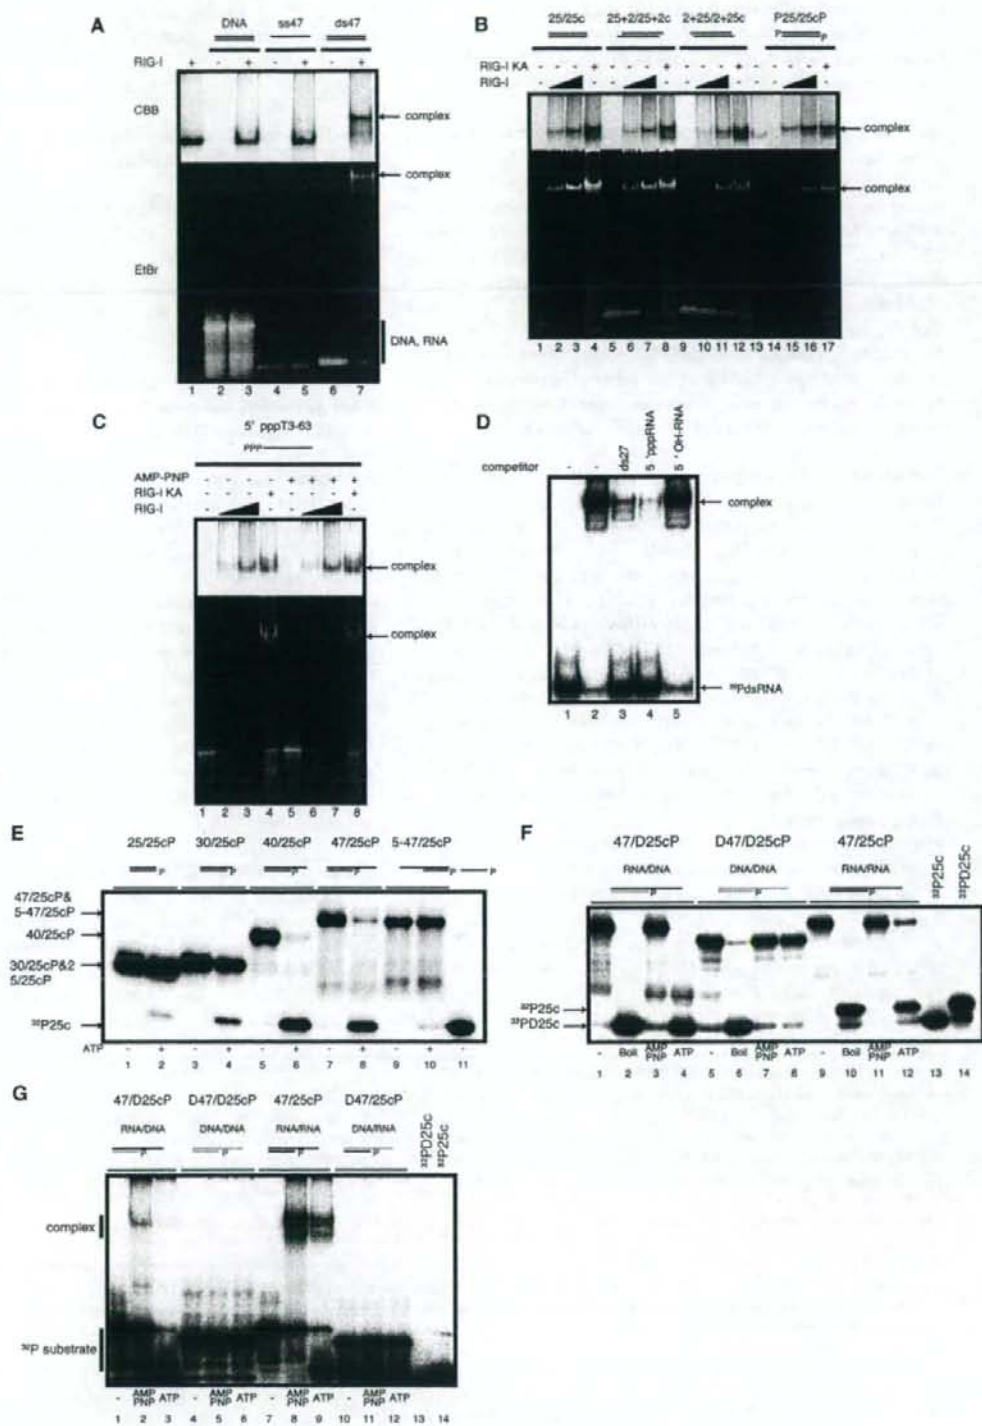 A
DNA ss47 ds47
RIG-I + - + - + - +
CBB
complex
complex
EtBr
DNA, RNA
1 2 3 4 5 6 7
B
25/25c 25+2/25+2c 2+25/2+25c P25/25cP
P P
RIG-I KA - - - + - - - + - - - + - - - - +
RIG-I
complex
complex
1 2 3 4 5 6 7 8 9 10 11 12 13 14 15 16 17
C
5' pppT3-63
PPP
AMP-PNP - - - - + + + +
RIG-I KA - - - + - - - +
RIG-I
complex
complex
1 2 3 4 5 6 7 8
D
competitor - - ds27 5 'pppRNA 5 'OH-RNA
complex
³²PdsRNA
1 2 3 4 5
E
25/25cP 30/25cP 40/25cP 47/25cP 5-47/25cP
P P P P P P
47/25cP&
5-47/25cP
40/25cP
30/25cP&2
5/25cP
³²P25c
ATP - + - + - + - + - +
1 2 3 4 5 6 7 8 9 10 11
F
47/D25cP D47/D25cP 47/25cP ³²P25c ³²PD25c
RNA/DNA DNA/DNA RNA/RNA
P P P
³²P25c
³²PD25c
- Boil AMP PNP ATP - Boil AMP PNP ATP - Boil AMP PNP ATP
1 2 3 4 5 6 7 8 9 10 11 12 13 14
G
47/D25cP D47/D25cP 47/25cP D47/25cP ³²PD25c ³²P25c
RNA/DNA DNA/DNA RNA/RNA DNA/RNA
P P P P
complex
³²P substrate
- AMP PNP ATP - AMP PNP ATP - AMP PNP ATP - AMP PNP ATP
1 2 3 4 5 6 7 8 9 10 11 12 13 14